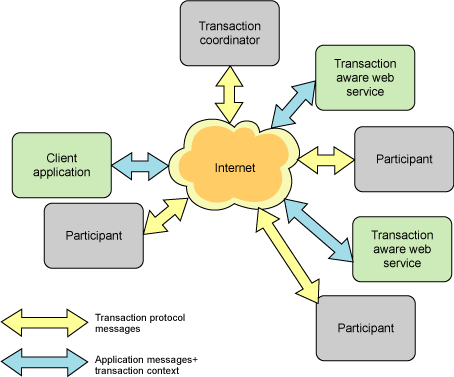 Transaction
coordinator
Transaction
aware web
service
Client
application
Internet
Participant
Participant
Transaction
aware web
service
Participant
Transaction protocol
messages
Application messages+
transaction context